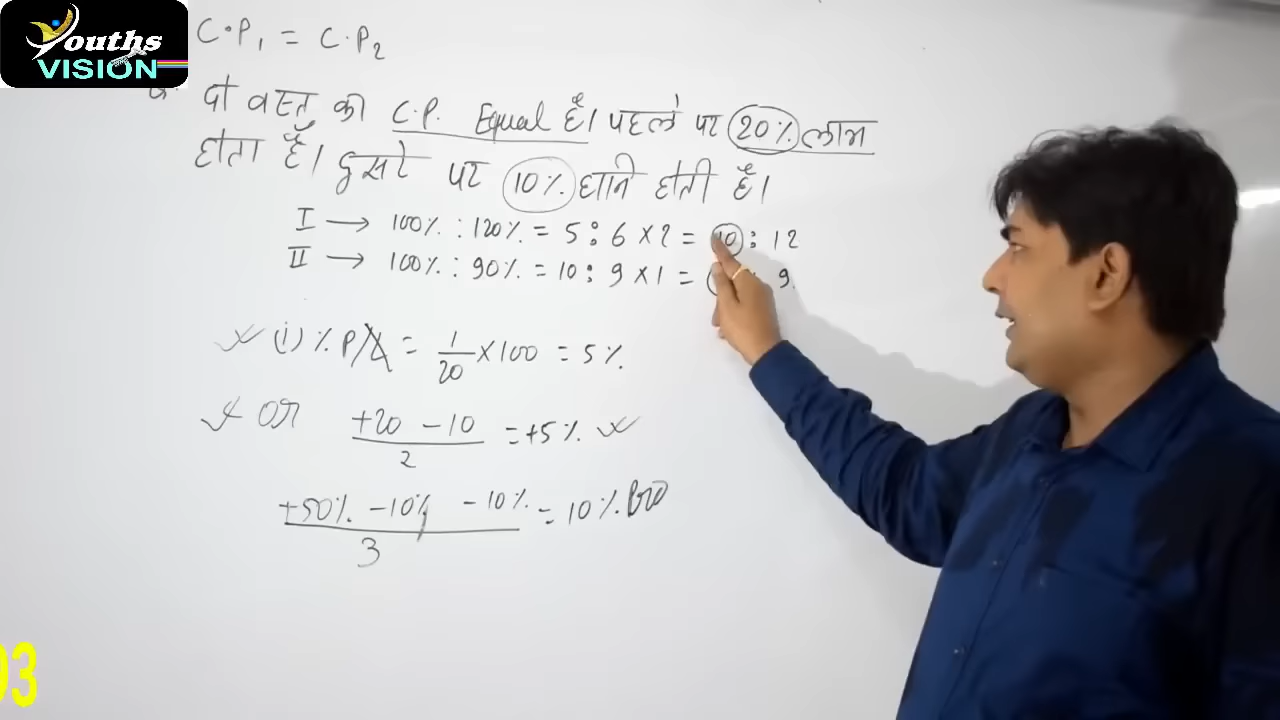 Youths
VISION
C.P₁ = C.P₂
दो वस्तु की C.P. Equal है। पहले पर 20% लाभ
होता है। दुसरे पर 10% हानि होती है।
I → 100% : 120% = 5 : 6 × 2 = 10 : 12
II → 100% : 90% = 10 : 9 × 1 = : 9
(i) % P/L = 1/20 × 100 = 5%
OR +20 - 10 / 2 = +5%
+50% - 10% - 10% / 3 = 10%
93